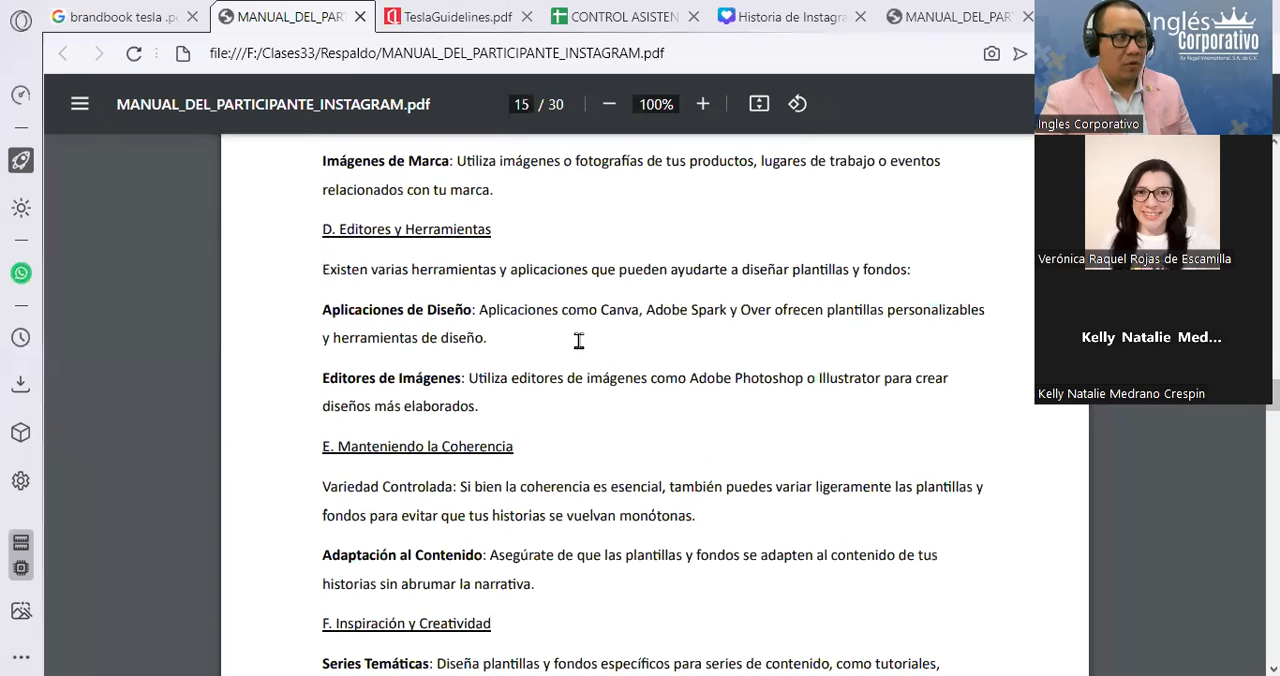 brandbook tesla .p
MANUAL_DEL_PAR
TeslaGuidelines.pdf
CONTROL ASISTEN
Historia de Instagra
MANUAL_DEL_PAR
file:///F:/Clases33/Respaldo/MANUAL_DEL_PARTICIPANTE_INSTAGRAM.pdf
MANUAL_DEL_PARTICIPANTE_INSTAGRAM.pdf
15 / 30
100%
Imágenes de Marca: Utiliza imágenes o fotografías de tus productos, lugares de trabajo o eventos
relacionados con tu marca.
D. Editores y Herramientas
Existen varias herramientas y aplicaciones que pueden ayudarte a diseñar plantillas y fondos:
Aplicaciones de Diseño: Aplicaciones como Canva, Adobe Spark y Over ofrecen plantillas personalizables
y herramientas de diseño.
Editores de Imágenes: Utiliza editores de imágenes como Adobe Photoshop o Illustrator para crear
diseños más elaborados.
E. Manteniendo la Coherencia
Variedad Controlada: Si bien la coherencia es esencial, también puedes variar ligeramente las plantillas y
fondos para evitar que tus historias se vuelvan monótonas.
Adaptación al Contenido: Asegúrate de que las plantillas y fondos se adapten al contenido de tus
historias sin abrumar la narrativa.
F. Inspiración y Creatividad
Series Temáticas: Diseña plantillas y fondos específicos para series de contenido, como tutoriales,
Inglés
Corporativo
By Regal International, S.A. de C.V.
Ingles Corporativo
Verónica Raquel Rojas de Escamilla
Kelly Natalie Med...
Kelly Natalie Medrano Crespin